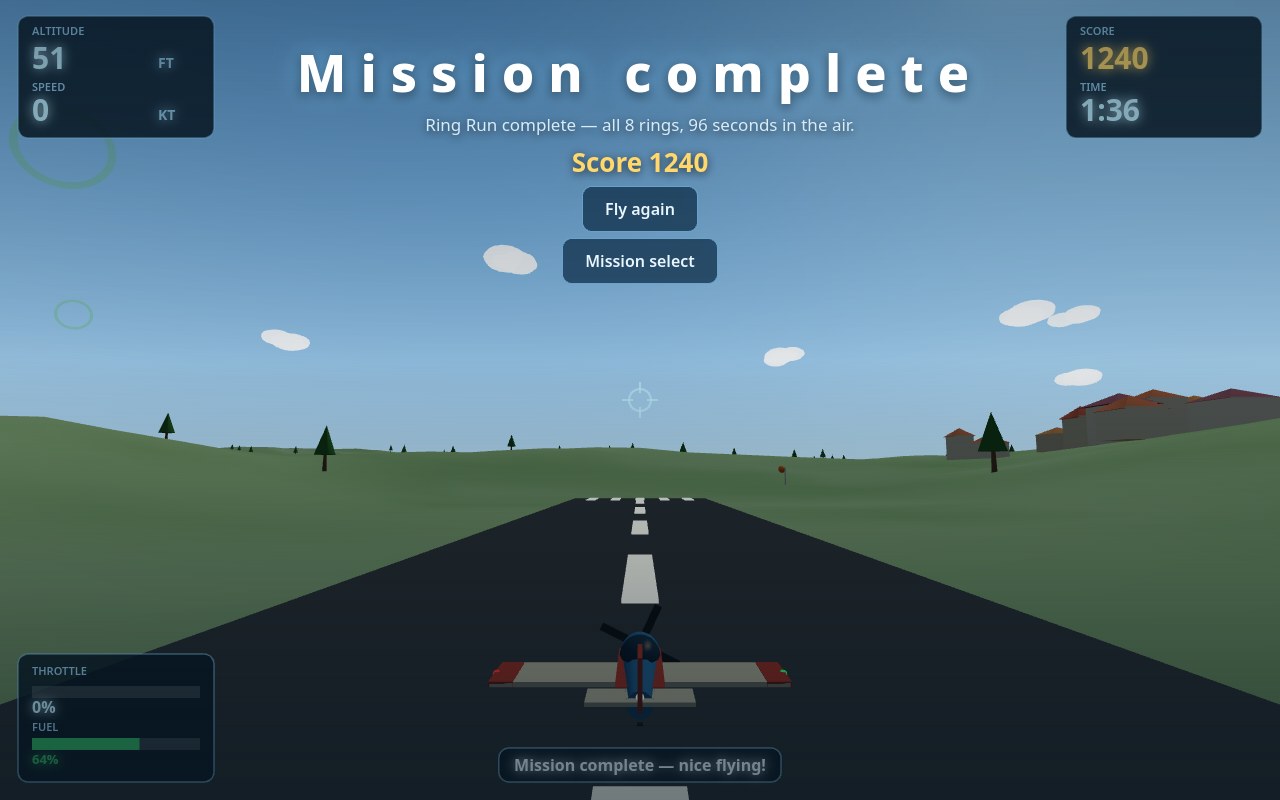 ALTITUDE
51 FT
SPEED
0 KT
Mission complete
Ring Run complete — all 8 rings, 96 seconds in the air.
Score 1240
Fly again
Mission select
SCORE
1240
TIME
1:36
THROTTLE
0%
FUEL
64%
Mission complete — nice flying!